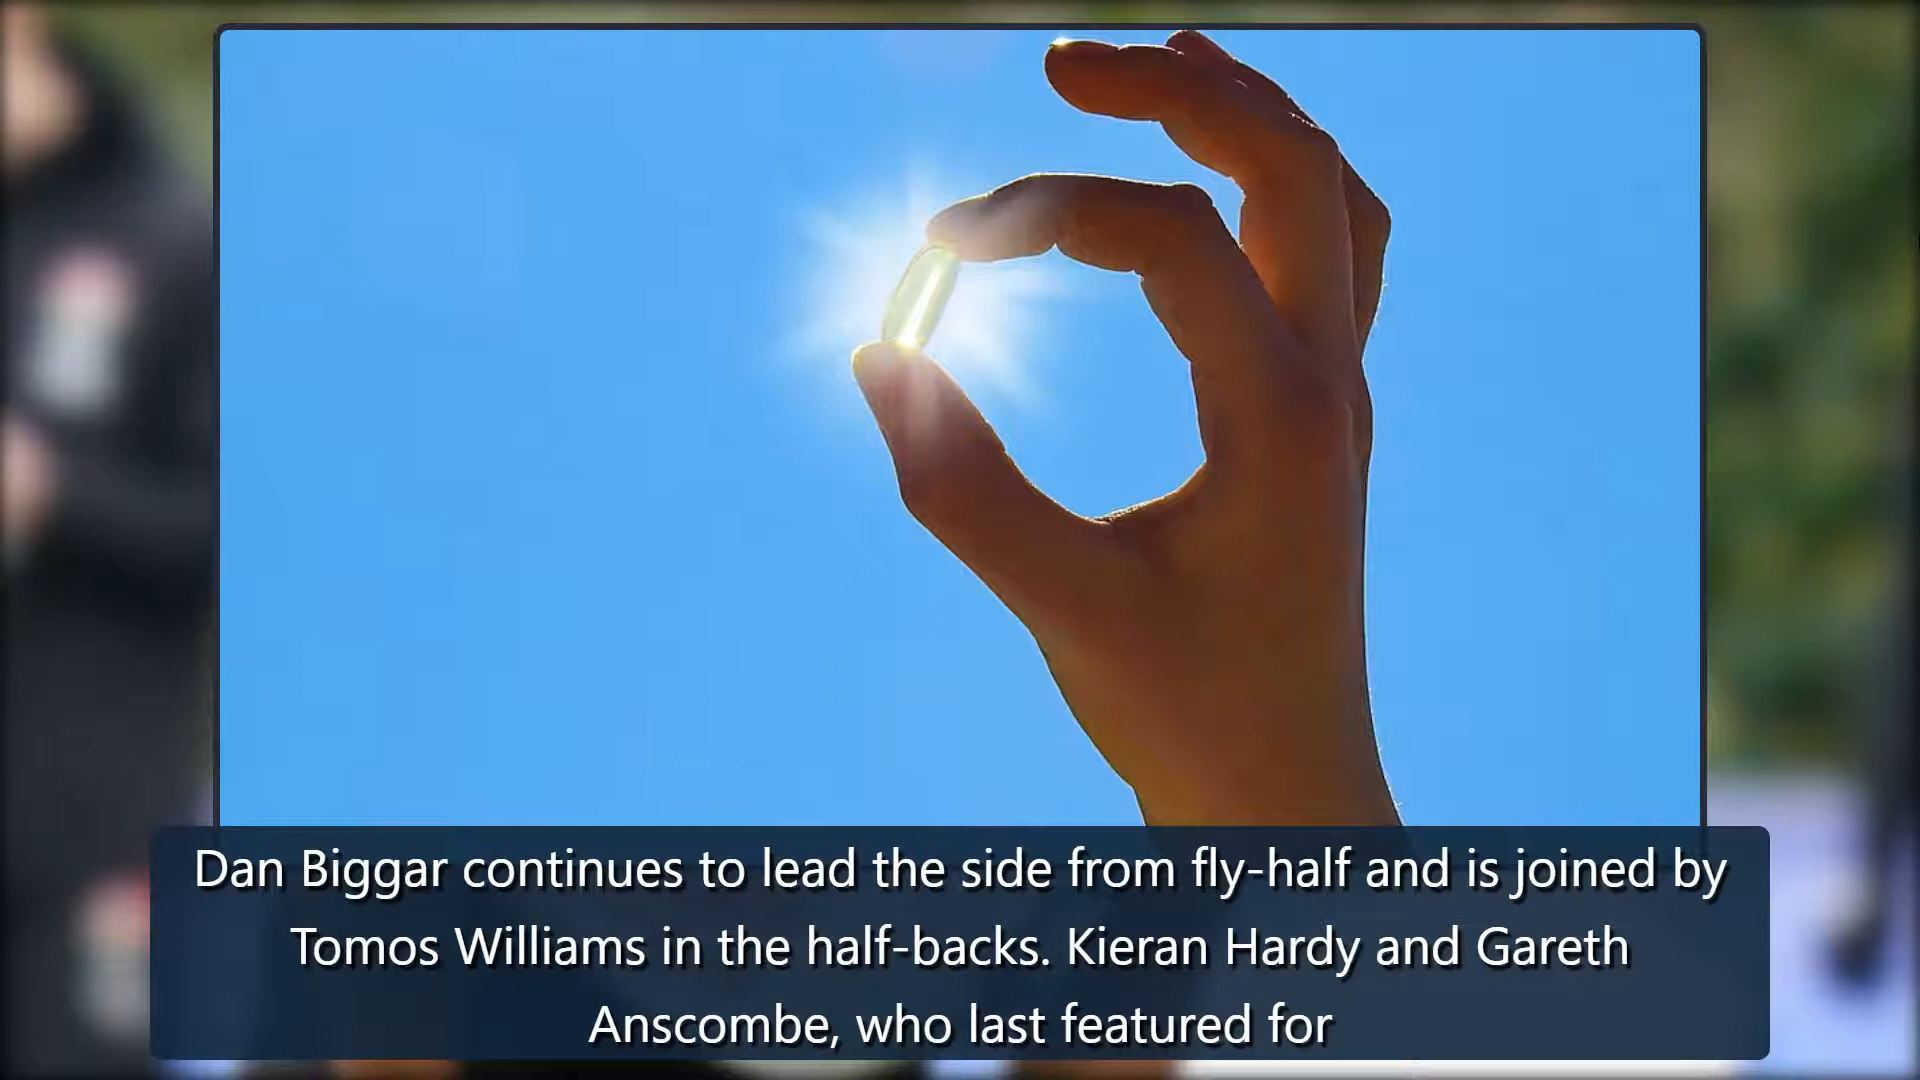 Dan Biggar continues to lead the side from fly-half and is joined by
Tomos Williams in the half-backs. Kieran Hardy and Gareth
Anscombe, who last featured for